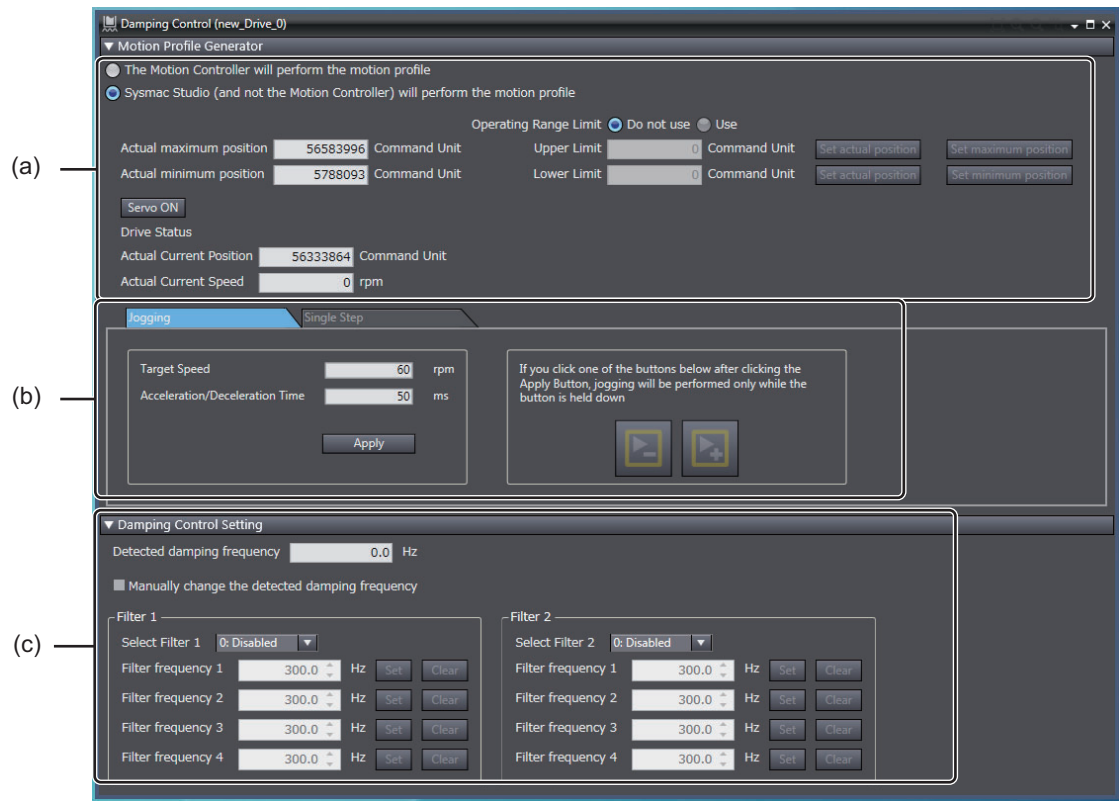 Damping Control (new_Drive_0)
Motion Profile Generator
The Motion Controller will perform the motion profile
Sysmac Studio (and not the Motion Controller) will perform the motion profile
Operating Range Limit Do not use Use
(a)
Actual maximum position 56583996 Command Unit Upper Limit 0 Command Unit Set actual position Set maximum position
Actual minimum position 5788093 Command Unit Lower Limit 0 Command Unit Set actual position Set minimum position
Servo ON
Drive Status
Actual Current Position 56333864 Command Unit
Actual Current Speed 0 rpm
Jogging Single Step
(b)
Target Speed 60 rpm
Acceleration/Deceleration Time 50 ms
Apply
If you click one of the buttons below after clicking the
Apply Button, jogging will be performed only while the
button is held down
Damping Control Setting
Detected damping frequency 0.0 Hz
Manually change the detected damping frequency
(c)
Filter 1
Select Filter 1 0: Disabled
Filter frequency 1 300.0 Hz Set Clear
Filter frequency 2 300.0 Hz Set Clear
Filter frequency 3 300.0 Hz Set Clear
Filter frequency 4 300.0 Hz Set Clear
Filter 2
Select Filter 2 0: Disabled
Filter frequency 1 300.0 Hz Set Clear
Filter frequency 2 300.0 Hz Set Clear
Filter frequency 3 300.0 Hz Set Clear
Filter frequency 4 300.0 Hz Set Clear